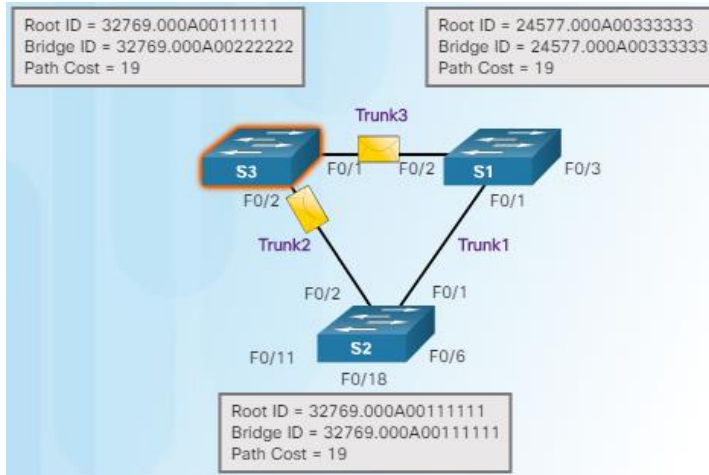 Root ID = 32769.000A00111111
Bridge ID = 32769.000A00222222
Path Cost = 19
Root ID = 24577.000A00333333
Bridge ID = 24577.000A00333333
Path Cost = 19
Trunk3
S3
F0/1
F0/2
S1
F0/3
F0/2
F0/1
Trunk2
Trunk1
F0/2
F0/1
F0/11
S2
F0/6
F0/18
Root ID = 32769.000A00111111
Bridge ID = 32769.000A00111111
Path Cost = 19